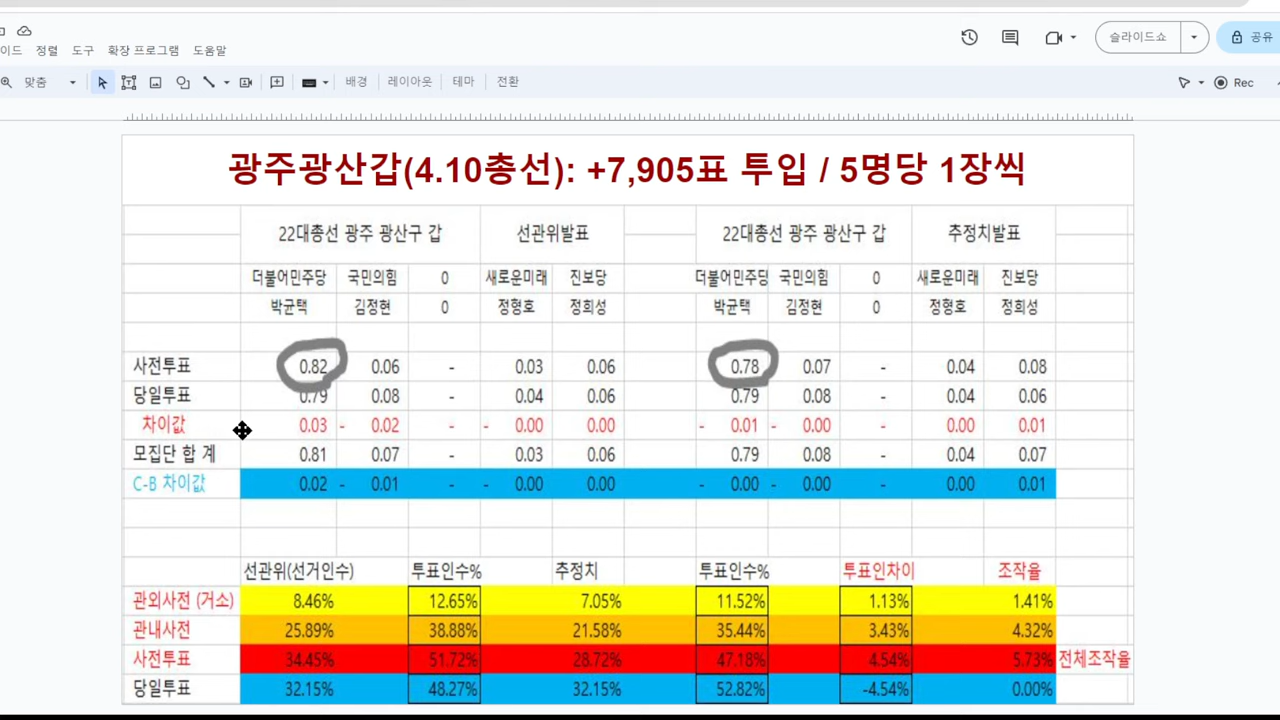 이드 정렬 도구 확장 프로그램 도움말
슬라이드쇼
공유
맞춤
배경 레이아웃 테마 전환
Rec
광주광산갑(4.10총선): +7,905표 투입 / 5명당 1장씩
22대총선 광주 광산구 갑 선관위발표 22대총선 광주 광산구 갑 추정치발표
더불어민주당 국민의힘 0 새로운미래 진보당 더불어민주당 국민의힘 0 새로운미래 진보당
박균택 김정현 0 정형호 정희성 박균택 김정현 0 정형호 정희성
사전투표 0.82 0.06 - 0.03 0.06 0.78 0.07 - 0.04 0.08
당일투표 0.79 0.08 - 0.04 0.06 0.79 0.08 - 0.04 0.06
차이값 0.03 - 0.02 - - 0.00 0.00 - 0.01 - 0.00 - 0.00 0.01
모집단 합 계 0.81 0.07 - 0.03 0.06 0.79 0.08 - 0.04 0.07
C-B 차이값 0.02 - 0.01 - - 0.00 0.00 - 0.00 - 0.00 - 0.00 0.01
선관위(선거인수) 투표인수% 추정치 투표인수% 투표인차이 조작율
관외사전 (거소) 8.46% 12.65% 7.05% 11.52% 1.13% 1.41%
관내사전 25.89% 38.88% 21.58% 35.44% 3.43% 4.32%
사전투표 34.45% 51.72% 28.72% 47.18% 4.54% 5.73% 전체조작율
당일투표 32.15% 48.27% 32.15% 52.82% -4.54% 0.00%